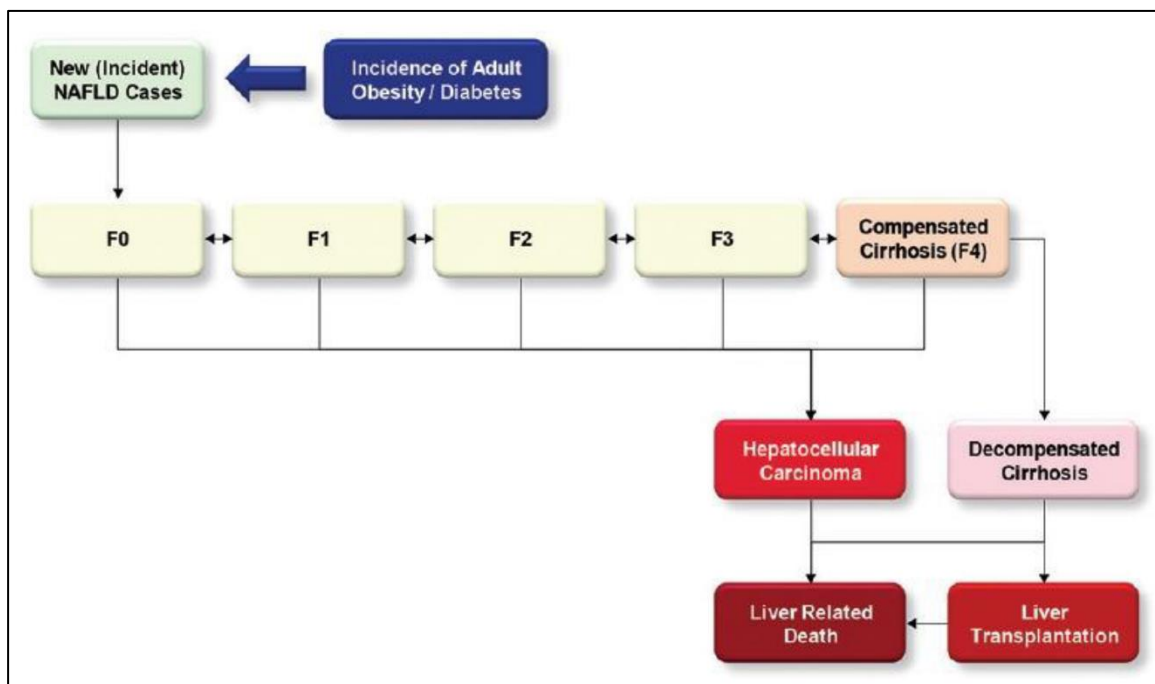 New (Incident)
NAFLD Cases
Incidence of Adult
Obesity / Diabetes
F0
F1
F2
F3
Compensated
Cirrhosis (F4)
Hepatocellular
Carcinoma
Decompensated
Cirrhosis
Liver Related
Death
Liver
Transplantation